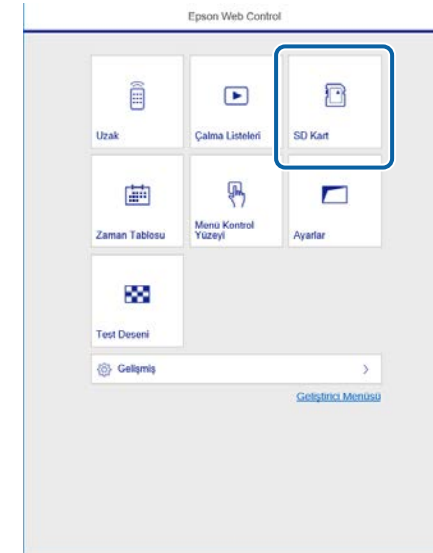 Epson Web Control
Uzak
Çalma Listeleri
SD Kart
Zaman Tablosu
Menü Kontrol
Yüzeyi
Ayarlar
Test Deseni
Gelişmiş
Geliştirici Menüsü